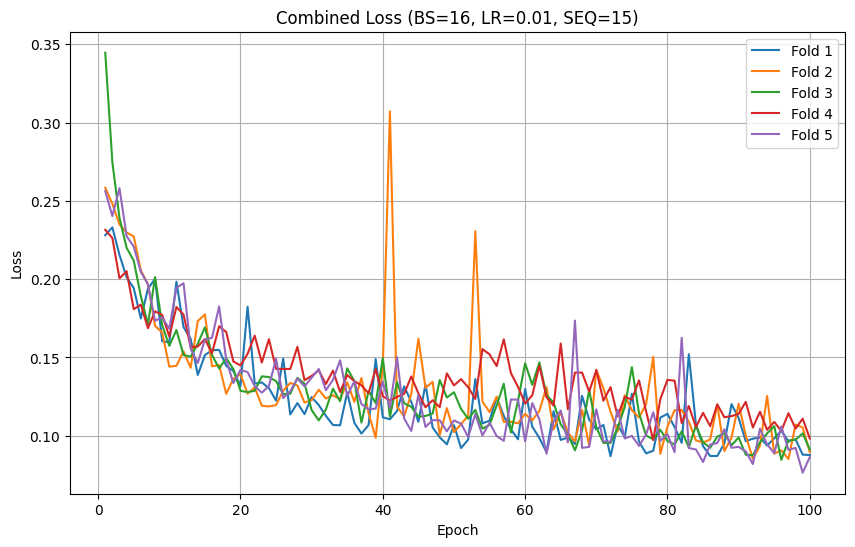 Combined Loss (BS=16, LR=0.01, SEQ=15)
Loss
0.35
0.30
0.25
0.20
0.15
0.10
Fold 1
Fold 2
Fold 3
Fold 4
Fold 5
0
20
40
60
80
100
Epoch